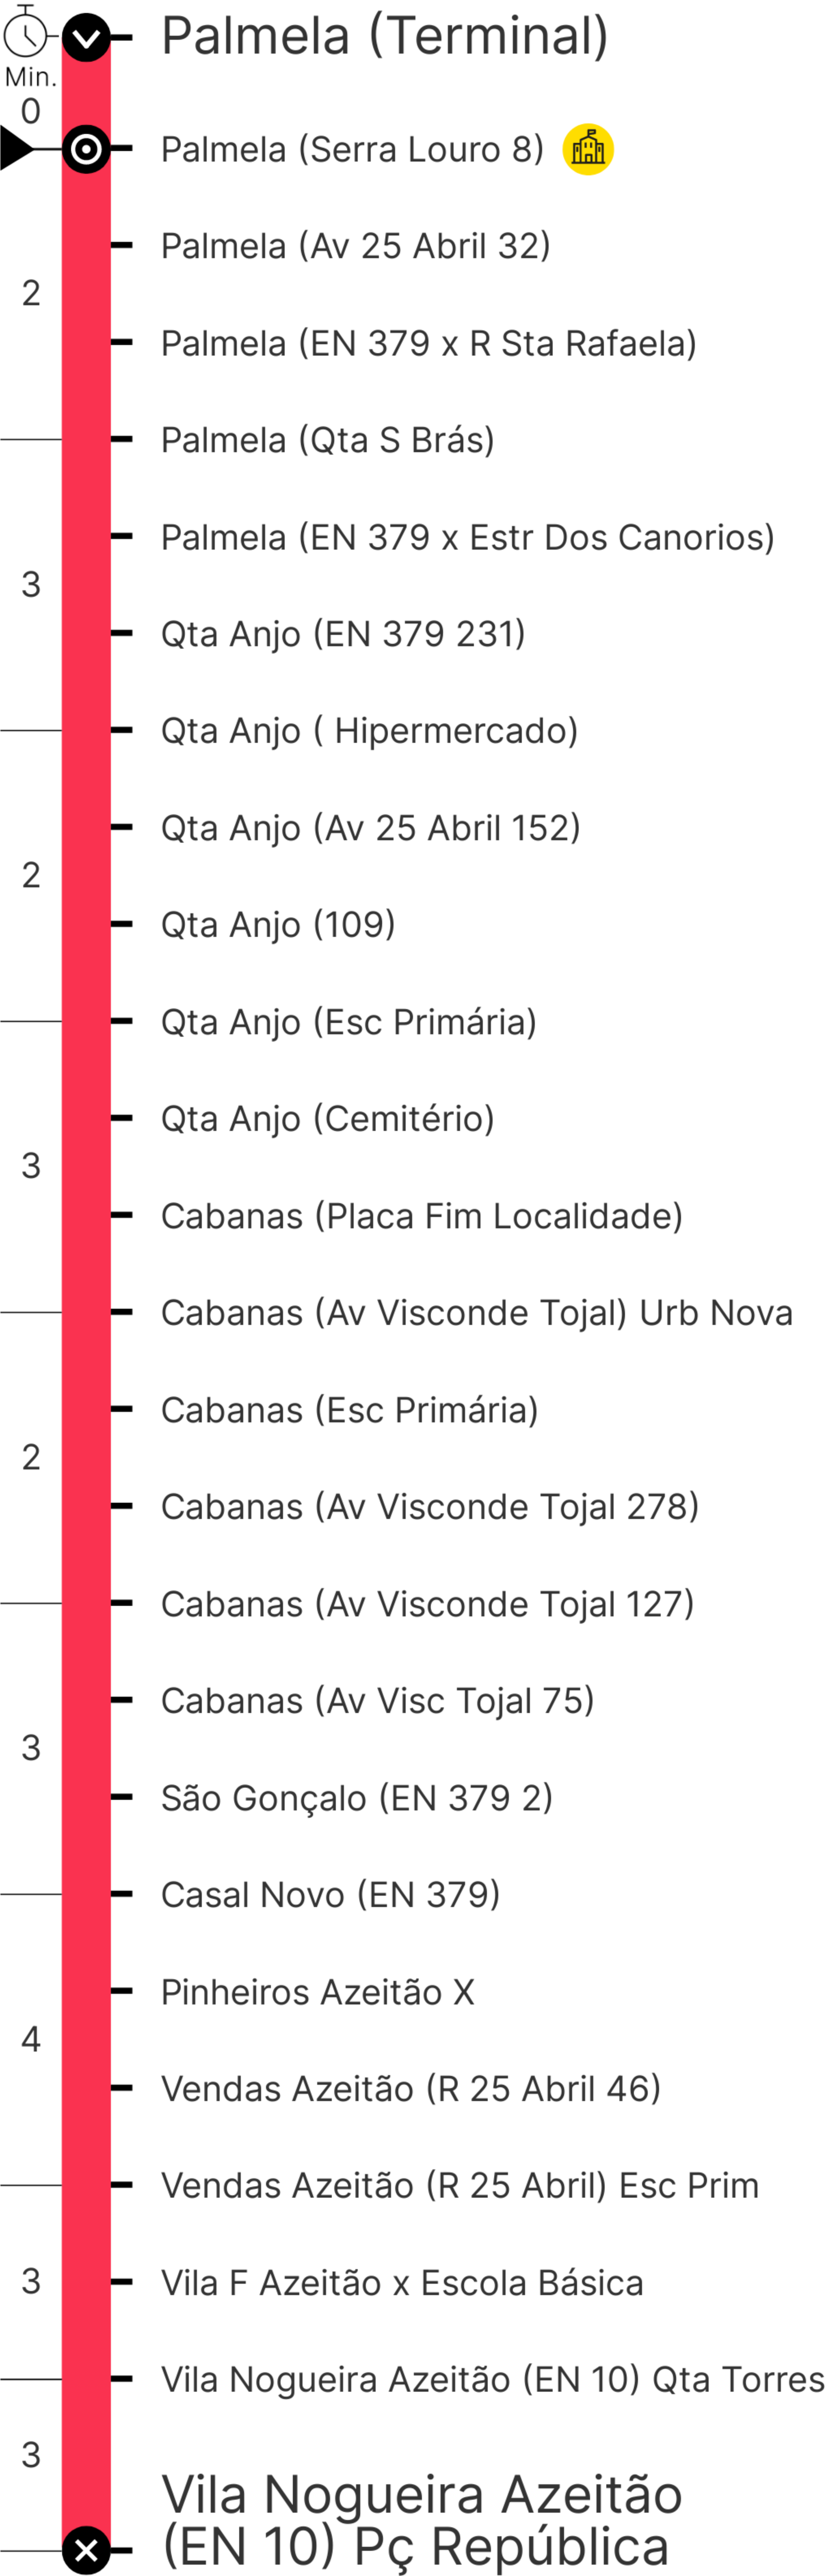 Palmela (Terminal)
Min.
0
Palmela (Serra Louro 8)
Palmela (Av 25 Abril 32)
2
Palmela (EN 379 x R Sta Rafaela)
Palmela (Qta S Brás)
Palmela (EN 379 x Estr Dos Canorios)
3
Qta Anjo (EN 379 231)
Qta Anjo ( Hipermercado)
Qta Anjo (Av 25 Abril 152)
2
Qta Anjo (109)
Qta Anjo (Esc Primária)
Qta Anjo (Cemitério)
3
Cabanas (Placa Fim Localidade)
Cabanas (Av Visconde Tojal) Urb Nova
Cabanas (Esc Primária)
2
Cabanas (Av Visconde Tojal 278)
Cabanas (Av Visconde Tojal 127)
Cabanas (Av Visc Tojal 75)
3
São Gonçalo (EN 379 2)
Casal Novo (EN 379)
Pinheiros Azeitão X
4
Vendas Azeitão (R 25 Abril 46)
Vendas Azeitão (R 25 Abril) Esc Prim
3
Vila F Azeitão x Escola Básica
Vila Nogueira Azeitão (EN 10) Qta Torres
3
Vila Nogueira Azeitão
(EN 10) Pç República